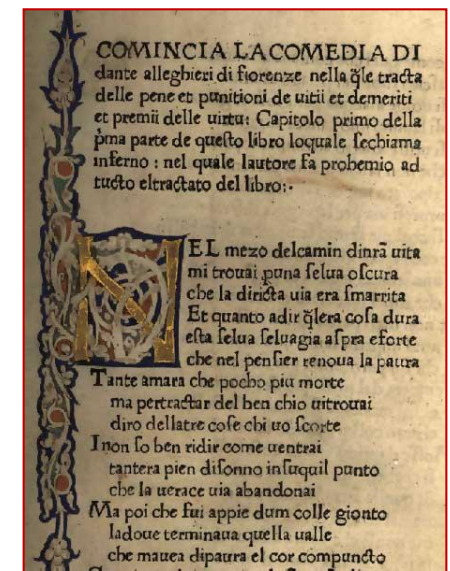 COMINCIA LACOMEDIA DI
dante alleghieri di fiorenze nella q̃le tracta
delle pene et punitioni de uitii et demeriti
et premii delle uirtu: Capitolo primo della
p̃ma parte de queſto libro loquale ſechiama
inferno : nel quale lautore fa prohemio ad
tucto eltractato del libro:·
NEL mezo delcamin dinr̃a uita
mi trouai ꝑuna ſelua oſcura
che la diricta uia era ſmarrita
Et quanto adir q̃lera coſa dura
eſta ſelua ſeluagia aſpra eforte
che nel penſier renoua la paura
Tante amara che pocho piu morte
ma pertractar del ben chio uitrouai
diro dellatre coſe chi uo ſcorte
I non ſo ben ridir come uentrai
tantera pien diſonno inſuquil punto
che la uerace uia abandonai
Ma poi che fui appie dum colle gionto
ladoue terminaua quella ualle
che mauea dipaura el cor compuncto